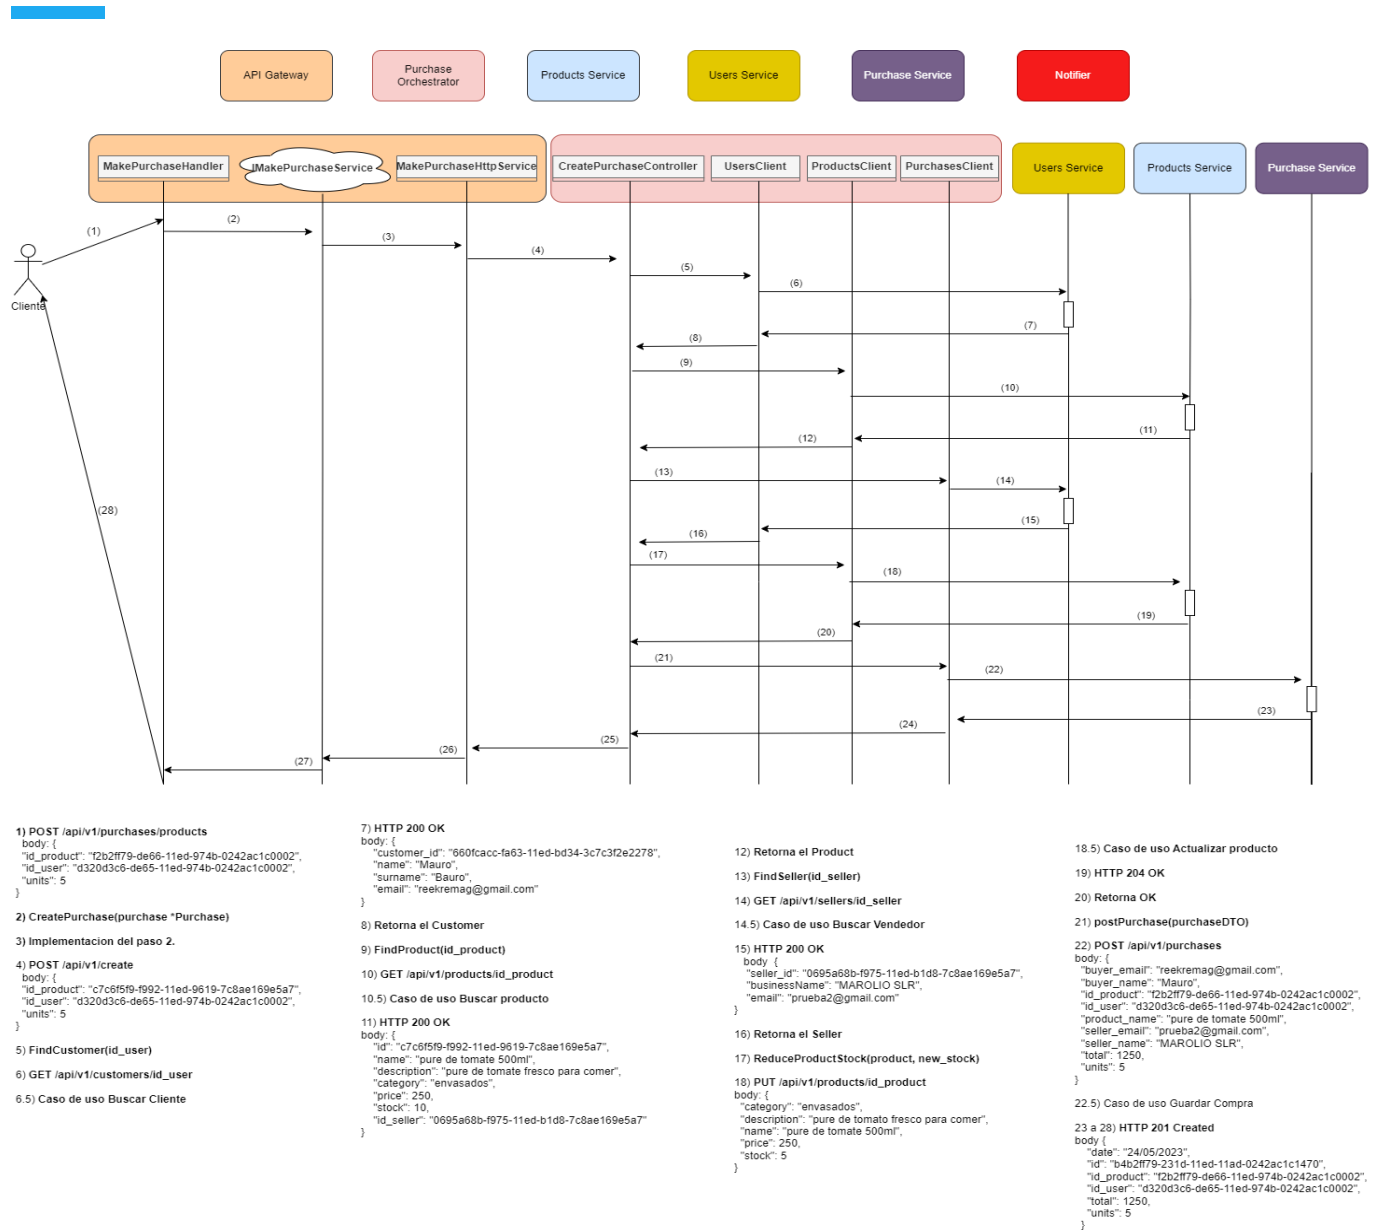 API Gateway
Purchase
Orchestrator
Products Service
Users Service
Purchase Service
Notifier
MakePurchaseHandler
IMakePurchaseService
MakePurchaseHttpService
CreatePurchaseController
UsersClient
ProductsClient
PurchasesClient
Users Service
Products Service
Purchase Service
(1)
(2)
(3)
(4)
(5)
(6)
(7)
(8)
(9)
(10)
(11)
(12)
(13)
(14)
(15)
(16)
(17)
(18)
(19)
(20)
(21)
(22)
(23)
(24)
(25)
(26)
(27)
(28)
Cliente
1) POST /api/v1/purchases/products
body: {
"id_product": "f2b2ff79-de66-11ed-974b-0242ac1c0002",
"id_user": "d320d3c6-de65-11ed-974b-0242ac1c0002",
"units": 5
}
2) CreatePurchase(purchase *Purchase)
3) Implementacion del paso 2.
4) POST /api/v1/create
body: {
"id_product": "c7c6f5f9-f992-11ed-9619-7c8ae169e5a7",
"id_user": "d320d3c6-de65-11ed-974b-0242ac1c0002",
"units": 5
}
5) FindCustomer(id_user)
6) GET /api/v1/customers/id_user
6.5) Caso de uso Buscar Cliente
7) HTTP 200 OK
body: {
"customer_id": "660fcacc-fa63-11ed-bd34-3c7c3f2e2278",
"name": "Mauro",
"surname": "Bauro",
"email": "reekremag@gmail.com"
}
8) Retorna el Customer
9) FindProduct(id_product)
10) GET /api/v1/products/id_product
10.5) Caso de uso Buscar producto
11) HTTP 200 OK
body: {
"id": "c7c6f5f9-f992-11ed-9619-7c8ae169e5a7",
"name": "pure de tomate 500ml",
"description": "pure de tomate fresco para comer",
"category": "envasados",
"price": 250,
"stock": 10,
"id_seller": "0695a68b-f975-11ed-b1d8-7c8ae169e5a7"
}
12) Retorna el Product
13) FindSeller(id_seller)
14) GET /api/v1/sellers/id_seller
14.5) Caso de uso Buscar Vendedor
15) HTTP 200 OK
body {
"seller_id": "0695a68b-f975-11ed-b1d8-7c8ae169e5a7",
"businessName": "MAROLIO SLR",
"email": "prueba2@gmail.com"
}
16) Retorna el Seller
17) ReduceProductStock(product, new_stock)
18) PUT /api/v1/products/id_product
body: {
"category": "envasados",
"description": "pure de tomato fresco para comer",
"name": "pure de tomate 500ml",
"price": 250,
"stock": 5
}
18.5) Caso de uso Actualizar producto
19) HTTP 204 OK
20) Retorna OK
21) postPurchase(purchaseDTO)
22) POST /api/v1/purchases
body: {
"buyer_email": "reekremag@gmail.com",
"buyer_name": "Mauro",
"id_product": "f2b2ff79-de66-11ed-974b-0242ac1c0002",
"id_user": "d320d3c6-de65-11ed-974b-0242ac1c0002",
"product_name": "pure de tomate 500ml",
"seller_email": "prueba2@gmail.com",
"seller_name": "MAROLIO SLR",
"total": 1250,
"units": 5
}
22.5) Caso de uso Guardar Compra
23 a 28) HTTP 201 Created
body {
"date": "24/05/2023",
"id": "b4b2ff79-231d-11ed-11ad-0242ac1c1470",
"id_product": "f2b2ff79-de66-11ed-974b-0242ac1c0002",
"id_user": "d320d3c6-de65-11ed-974b-0242ac1c0002",
"total": 1250,
"units": 5
}